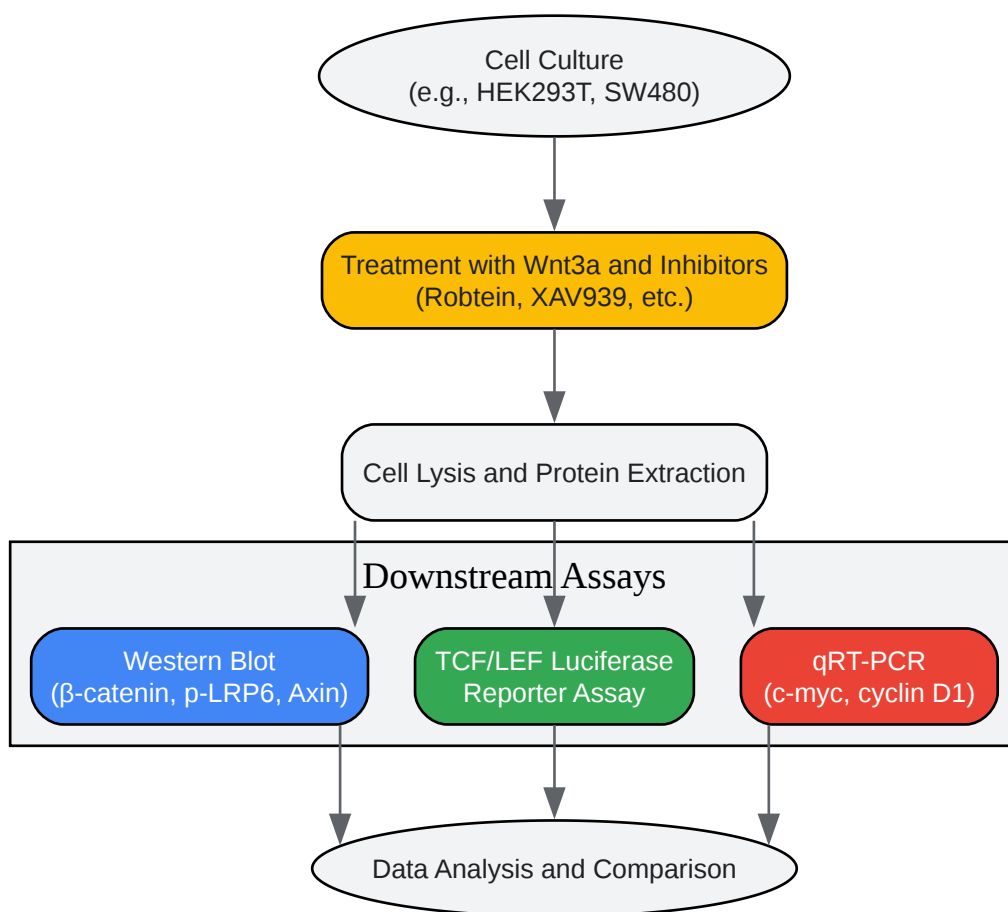 Cell Culture
(e.g., HEK293T, SW480)
Treatment with Wnt3a and Inhibitors
(Robtein, XAV939, etc.)
Cell Lysis and Protein Extraction
Downstream Assays
Western Blot
(β-catenin, p-LRP6, Axin)
TCF/LEF Luciferase
Reporter Assay
qRT-PCR
(c-myc, cyclin D1)
Data Analysis and Comparison